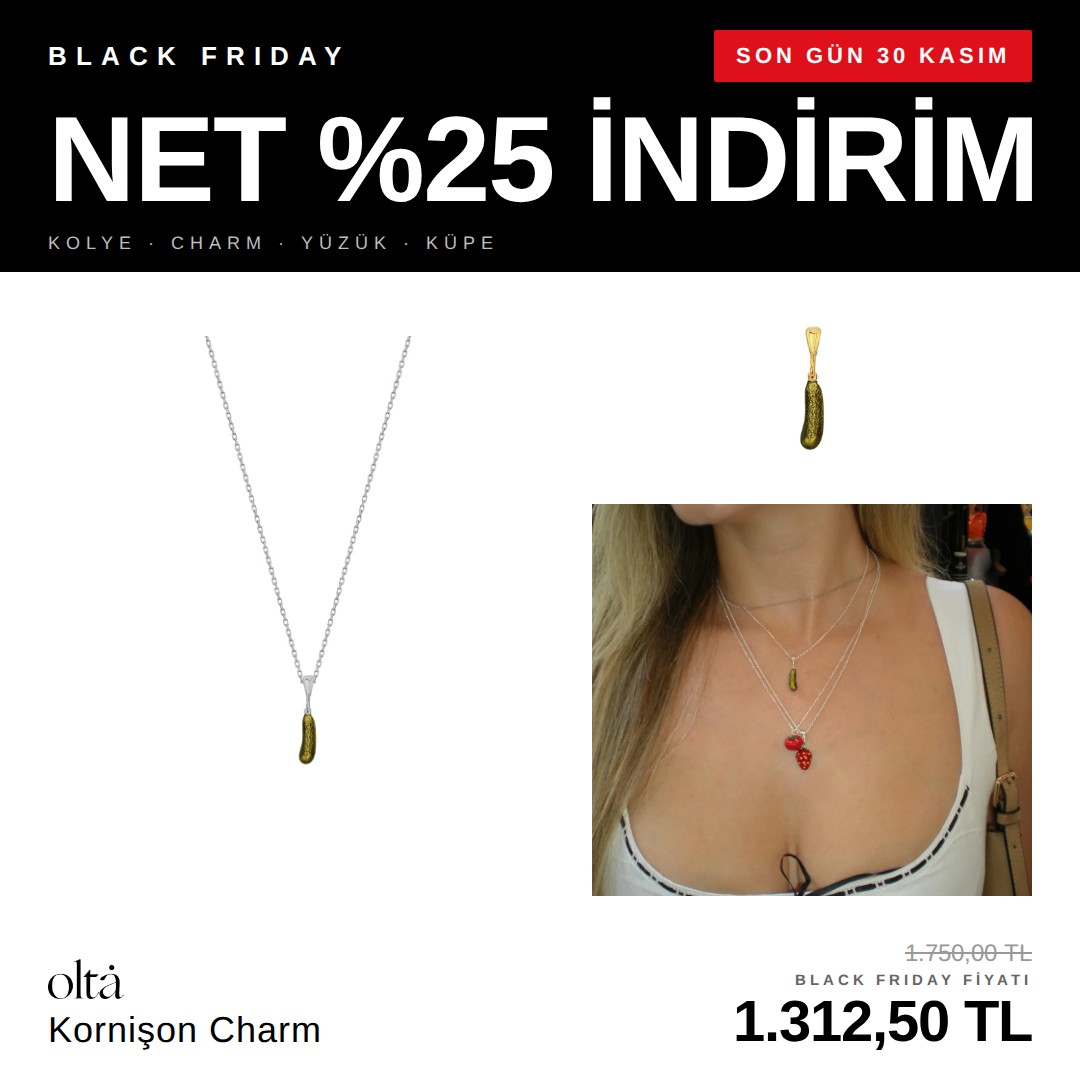 BLACK FRIDAY
SON GÜN 30 KASIM
NET %25 İNDİRİM
KOLYE · CHARM · YÜZÜK · KÜPE
olta
Kornişon Charm
1.750,00 TL
BLACK FRIDAY FİYATI
1.312,50 TL